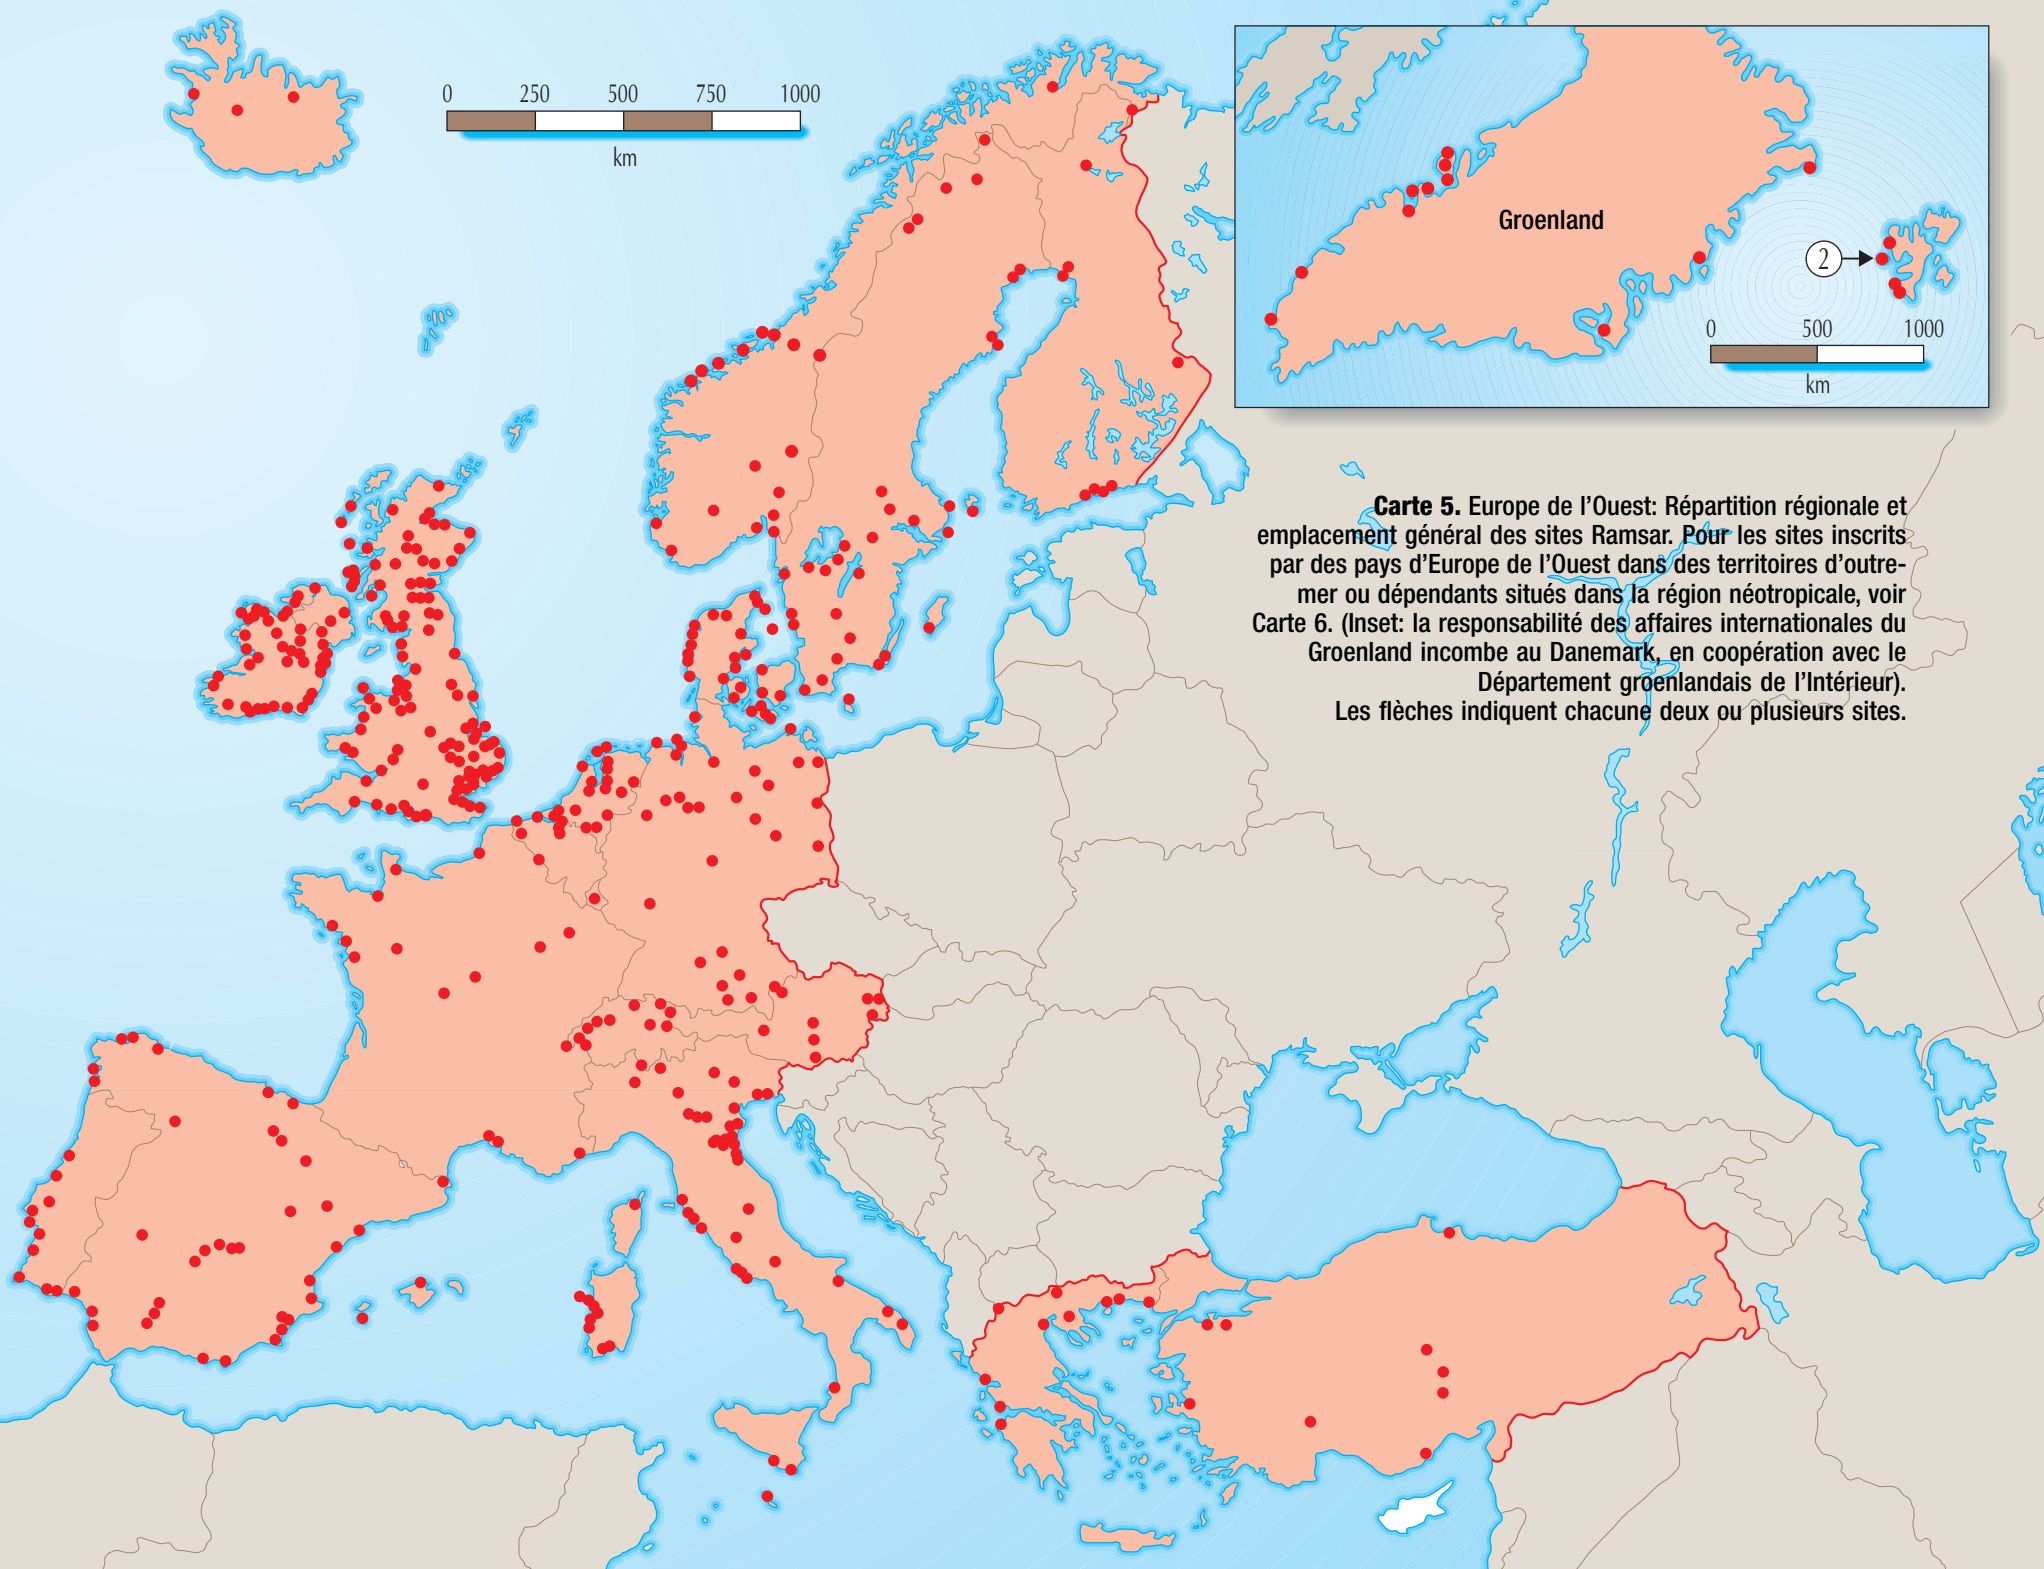 0 250 500 750 1000
km
Groenland
2
0 500 1000
km
Carte 5. Europe de l’Ouest: Répartition régionale et
emplacement général des sites Ramsar. Pour les sites inscrits
par des pays d’Europe de l’Ouest dans des territoires d’outre-
mer ou dépendants situés dans la région néotropicale, voir
Carte 6. (Inset: la responsabilité des affaires internationales du
Groenland incombe au Danemark, en coopération avec le
Département groenlandais de l’Intérieur).
Les flèches indiquent chacune deux ou plusieurs sites.